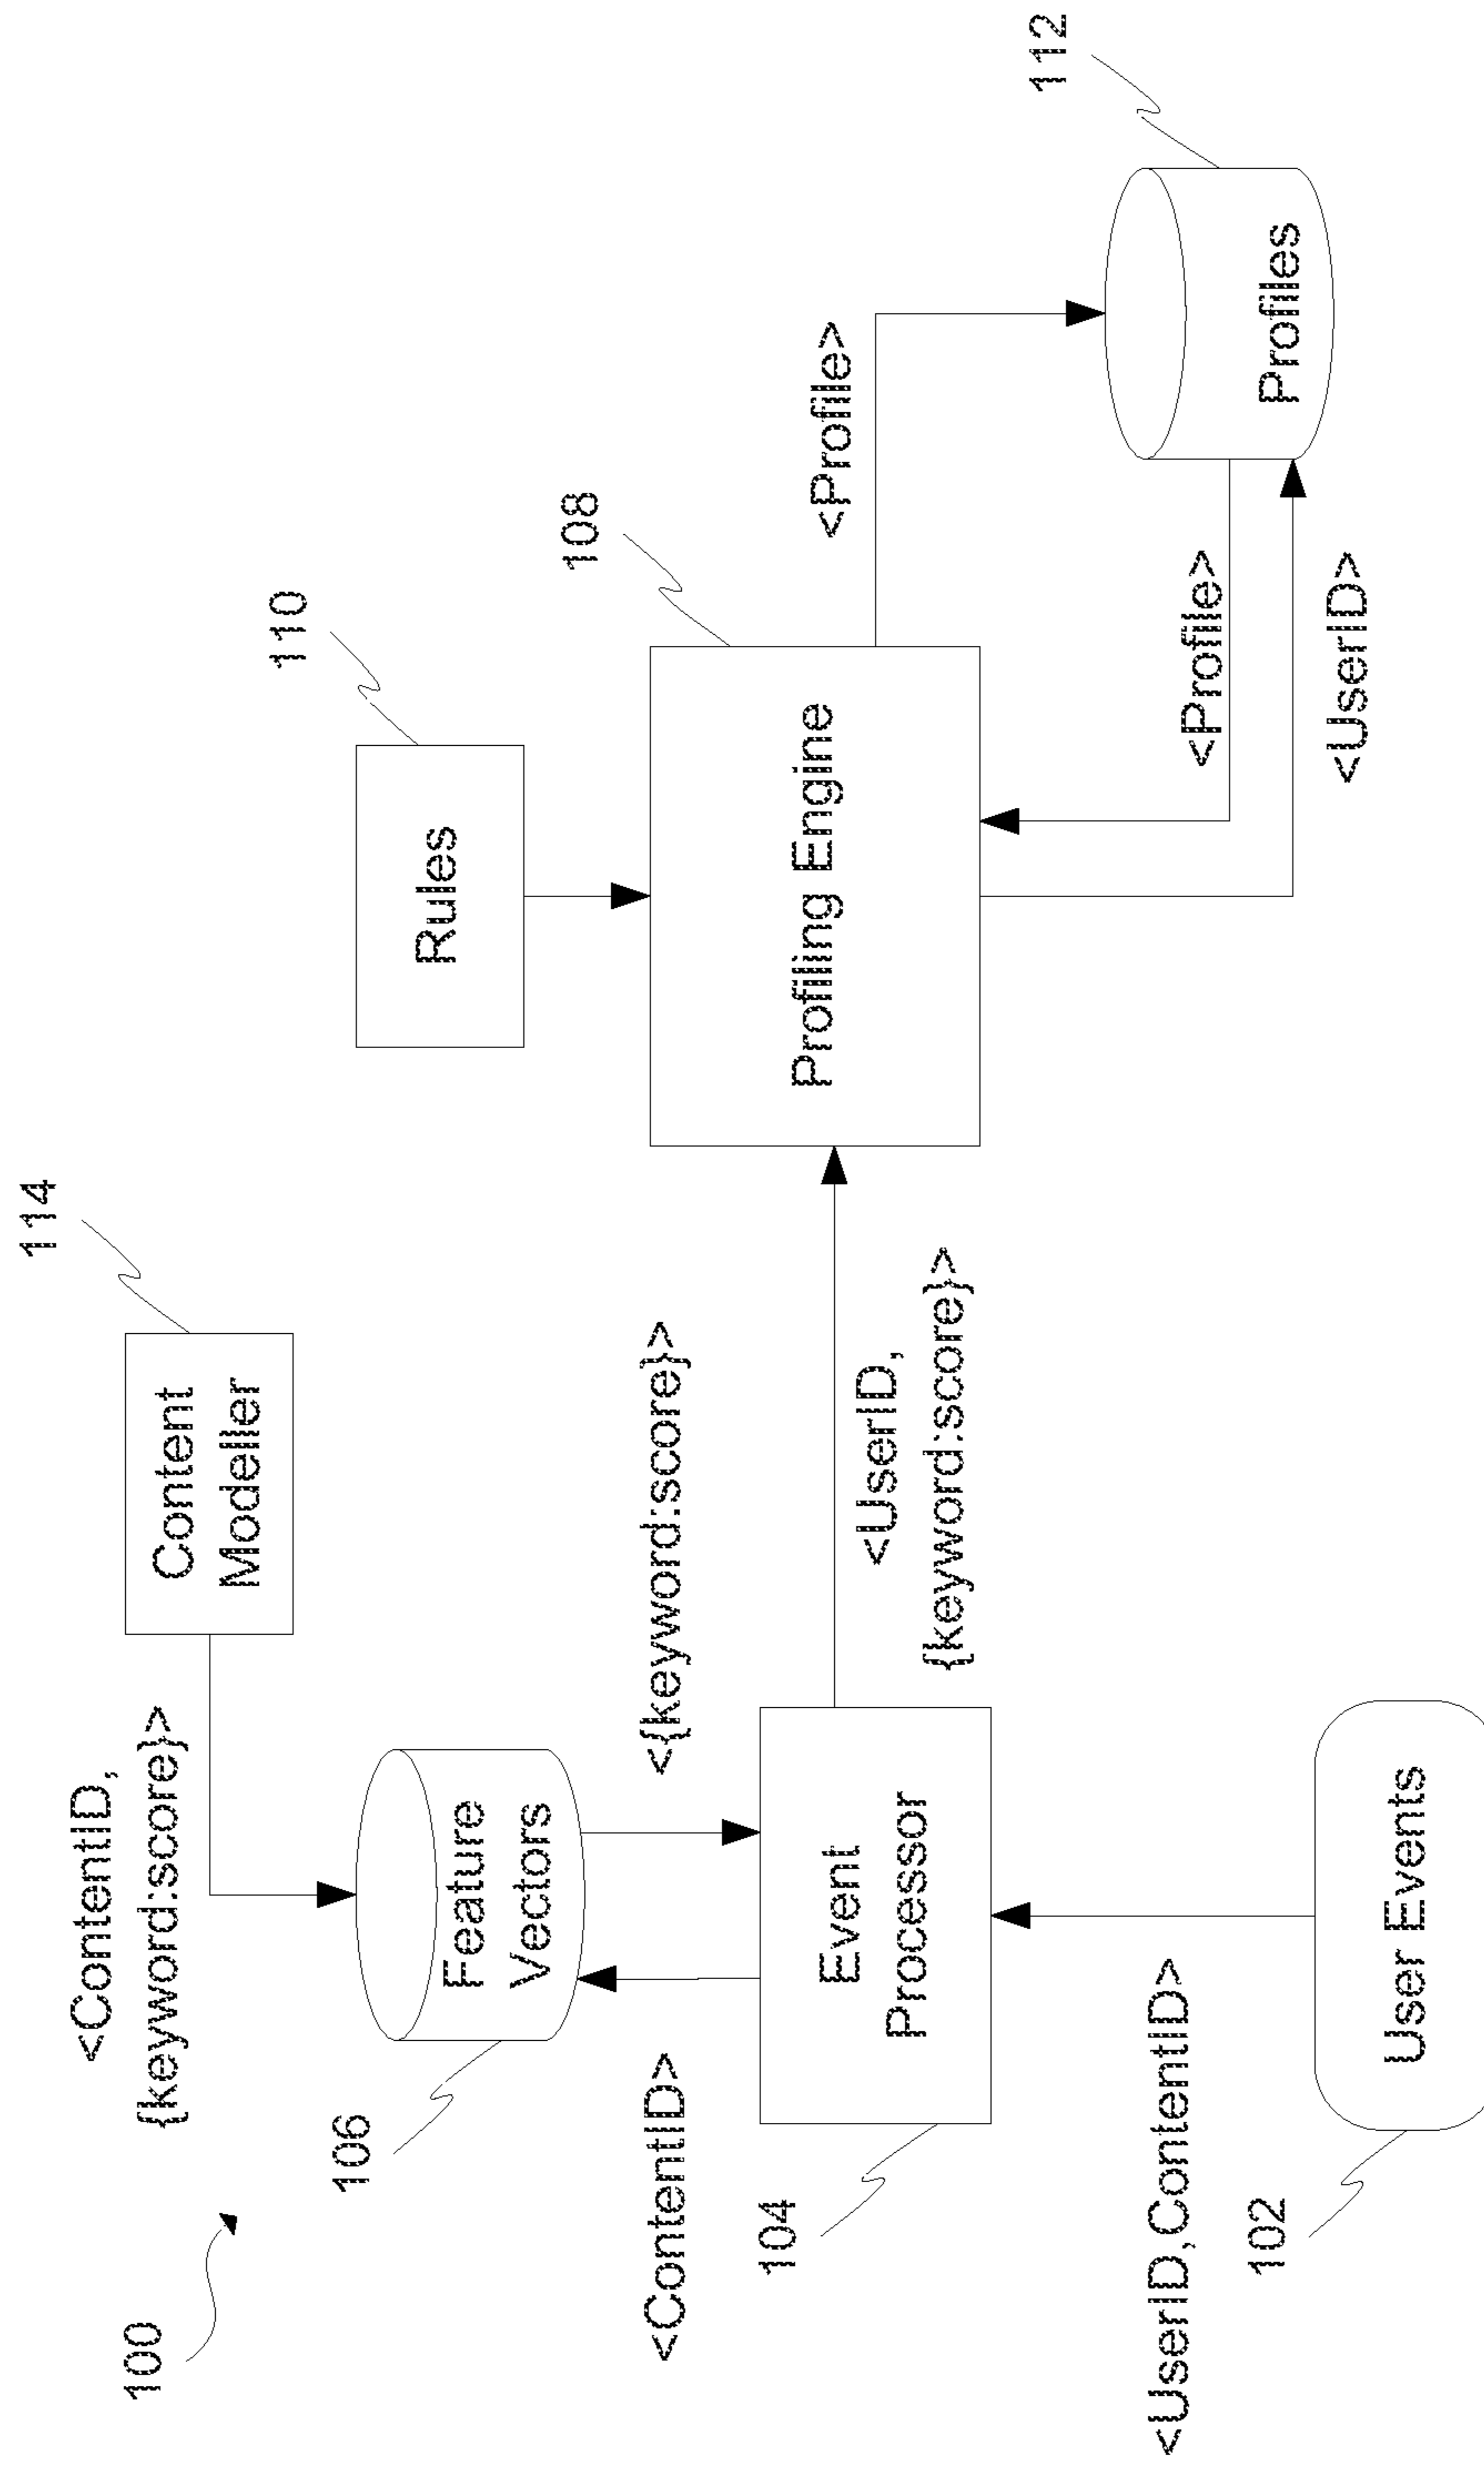 100
<ContentID,
{keyword:score}>
Content
Modeller
114
106
Feature
Vectors
110
Rules
<ContentID>
<{keyword:score}>
108
104
Event
Processor
<UserID,
{keyword:score}>
Profiling Engine
<Profile>
112
<UserID,ContentID>
<Profile>
Profiles
102
User Events
<UserID>